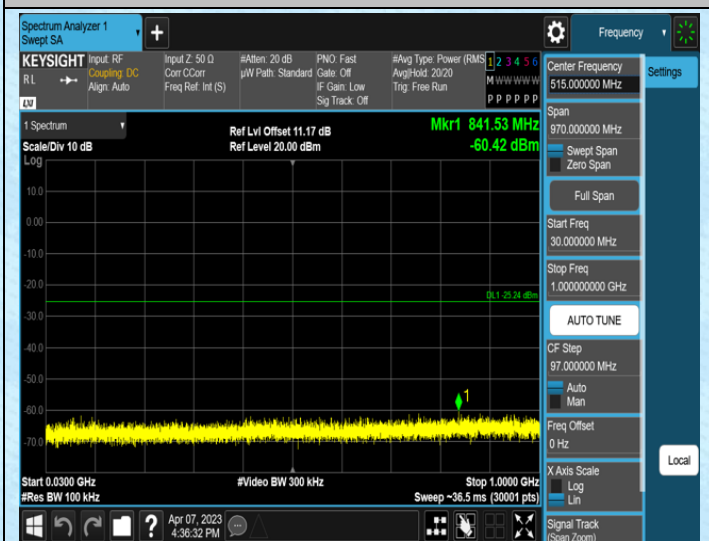 Spectrum Analyzer 1
Swept SA
Frequency
KEYSIGHT
R L
LXI
Input: RF
Coupling: DC
Align: Auto
Input Z: 50 Ω
Corr CCorr
Freq Ref: Int (S)
#Atten: 20 dB
µW Path: Standard
PNO: Fast
Gate: Off
IF Gain: Low
Sig Track: Off
#Avg Type: Power (RMS
Avg|Hold: 20/20
Trig: Free Run
1 2 3 4 5 6
M W W W W W
P P P P P P
1 Spectrum
Scale/Div 10 dB
Log
Ref Lvl Offset 11.17 dB
Ref Level 20.00 dBm
Mkr1 841.53 MHz
-60.42 dBm
10.0
0.00
-10.0
-20.0
DL1 -25.24 dBm
-30.0
-40.0
-50.0
1
-60.0
-70.0
Start 0.0300 GHz
#Res BW 100 kHz
#Video BW 300 kHz
Stop 1.0000 GHz
Sweep ~36.5 ms (30001 pts)
?
Apr 07, 2023
4:36:32 PM
Center Frequency
515.000000 MHz
Span
970.000000 MHz
Swept Span
Zero Span
Full Span
Start Freq
30.000000 MHz
Stop Freq
1.000000000 GHz
AUTO TUNE
CF Step
97.000000 MHz
Auto
Man
Freq Offset
0 Hz
X Axis Scale
Log
Lin
Signal Track
(Span Zoom)
Settings
Local